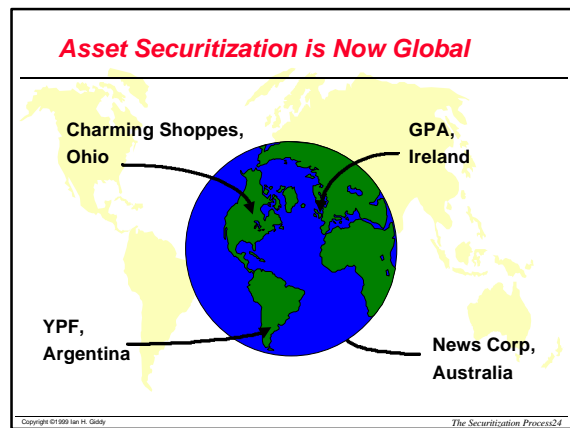 Asset Securitization is Now Global
Charming Shoppes,
Ohio
GPA,
Ireland
YPF,
Argentina
News Corp,
Australia
Copyright ©1999 Ian H. Giddy
The Securitization Process24